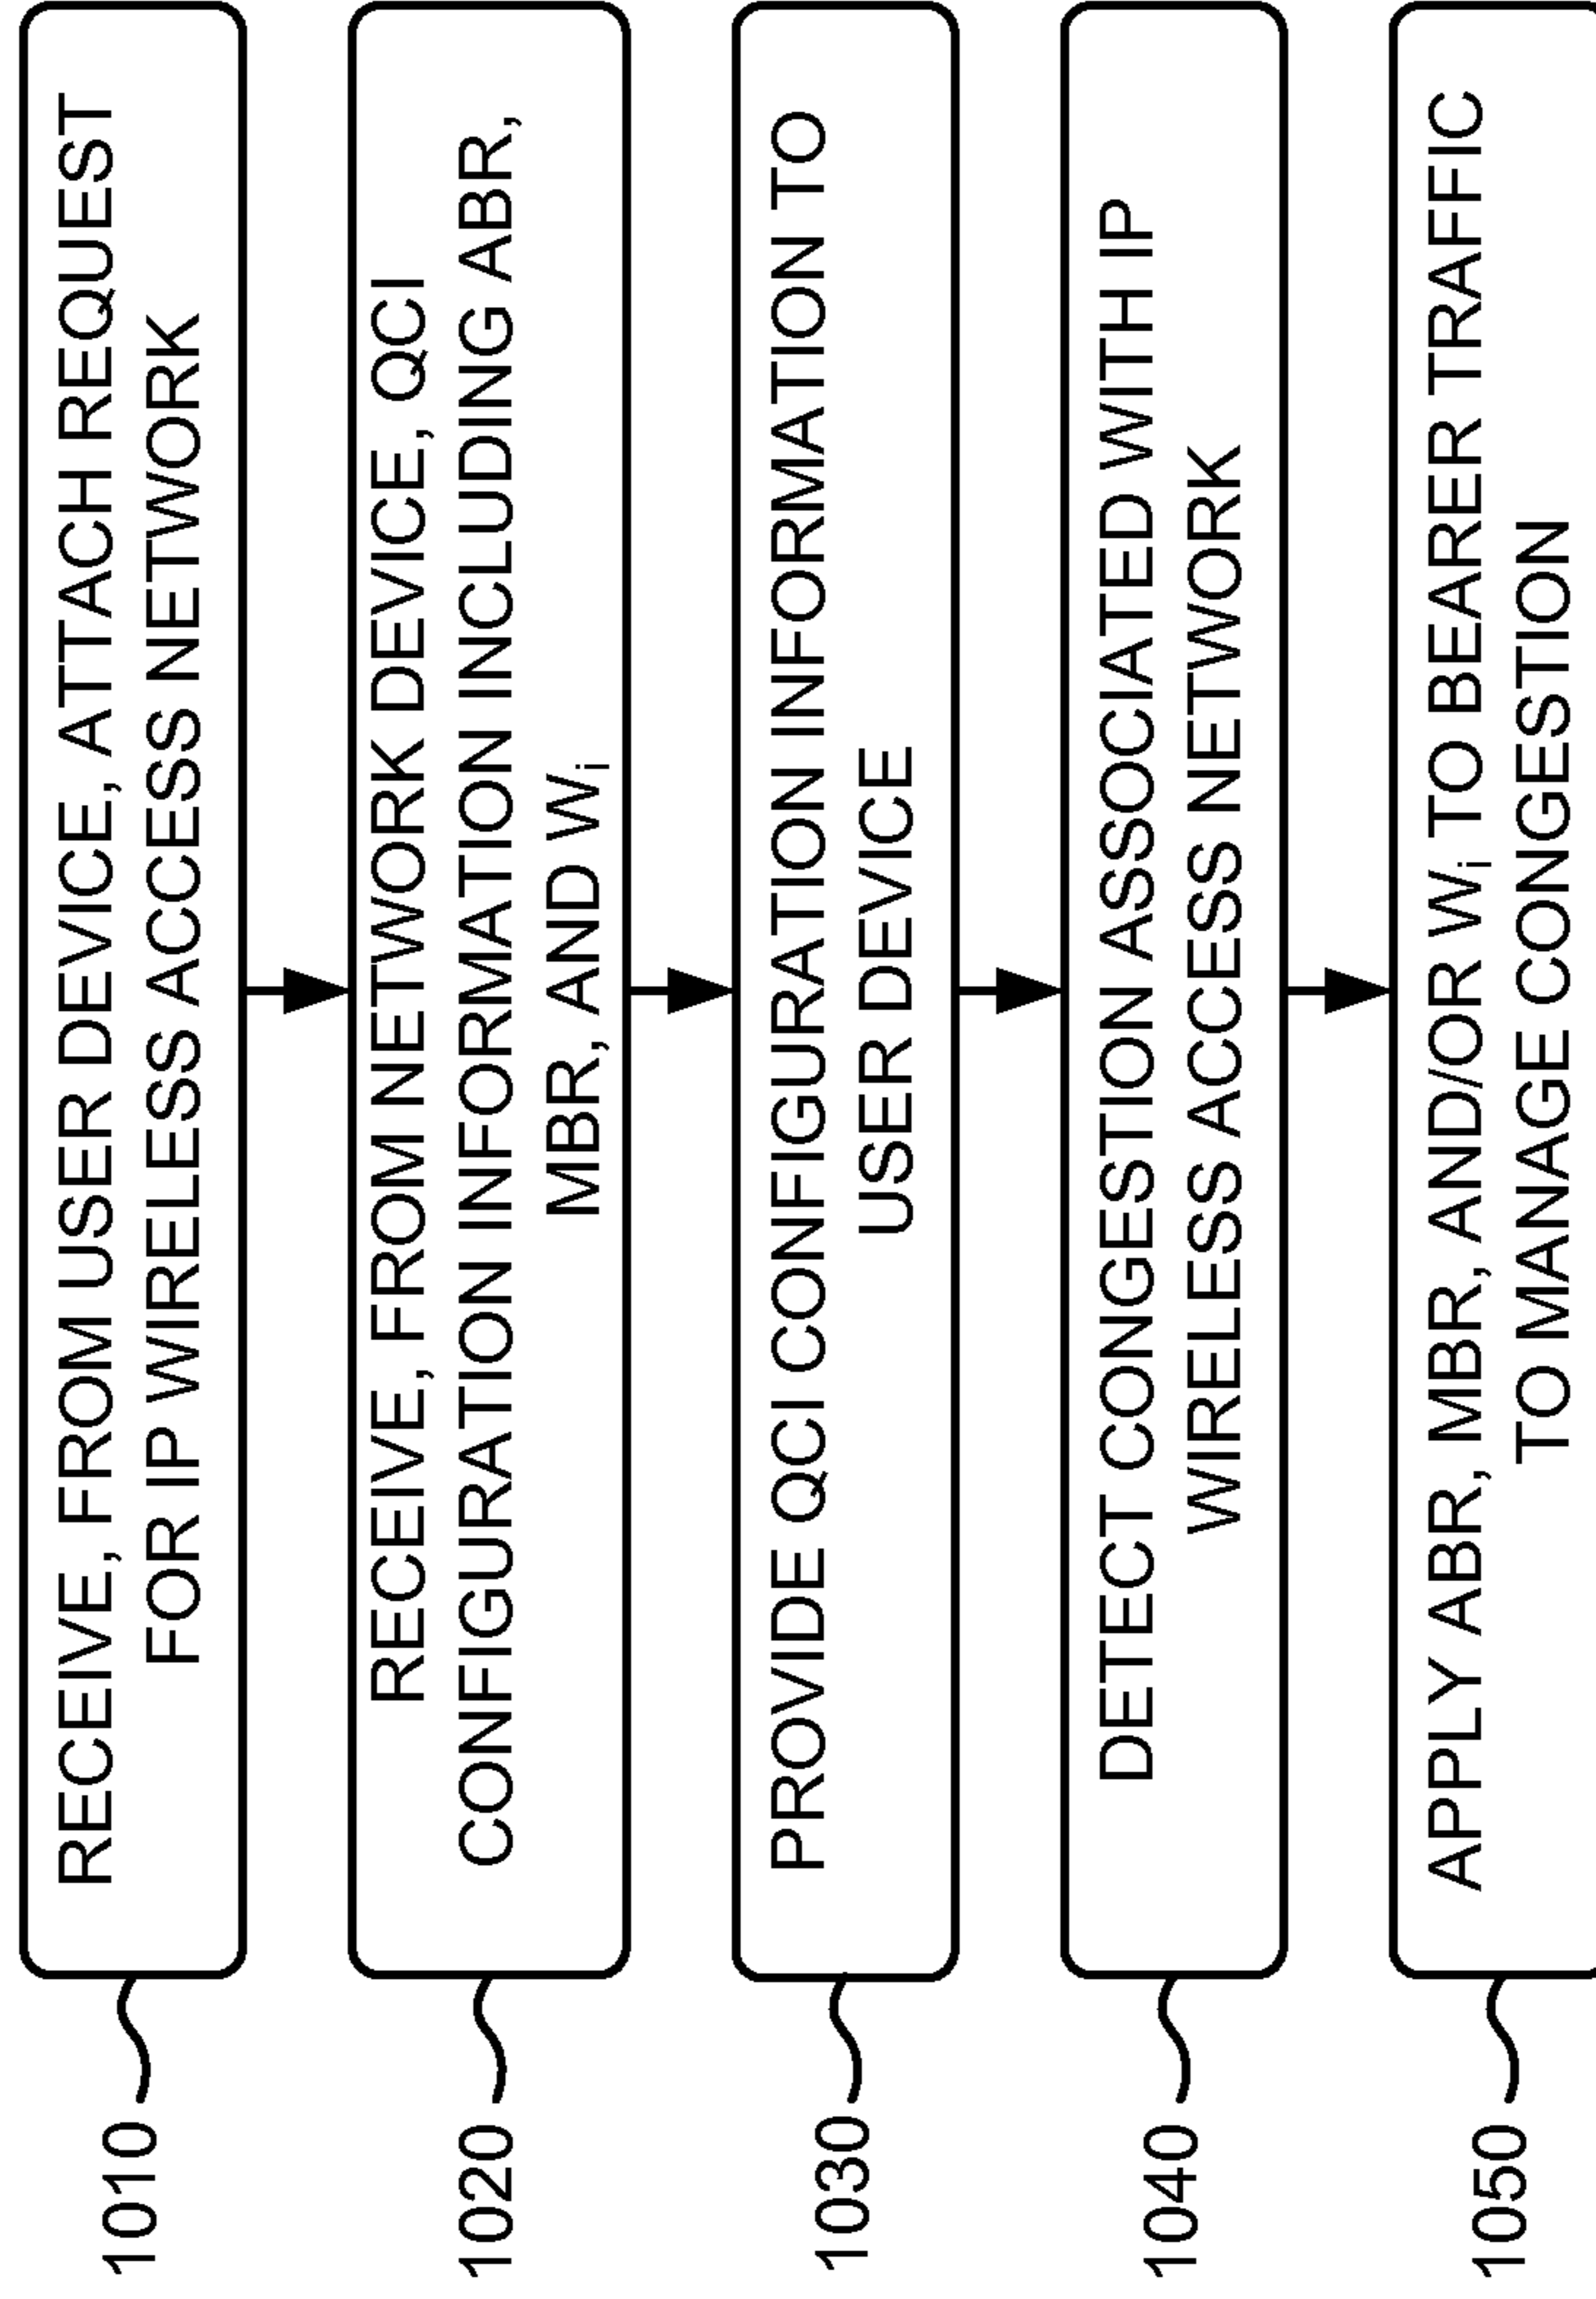 1010
RECEIVE, FROM USER DEVICE, ATTACH REQUEST
FOR IP WIRELESS ACCESS NETWORK
1020
RECEIVE, FROM NETWORK DEVICE, QCI
CONFIGURATION INFORMATION INCLUDING ABR,
MBR, AND Wi
1030
PROVIDE QCI CONFIGURATION INFORMATION TO
USER DEVICE
1040
DETECT CONGESTION ASSOCIATED WITH IP
WIRELESS ACCESS NETWORK
1050
APPLY ABR, MBR, AND/OR Wi TO BEARER TRAFFIC
TO MANAGE CONGESTION